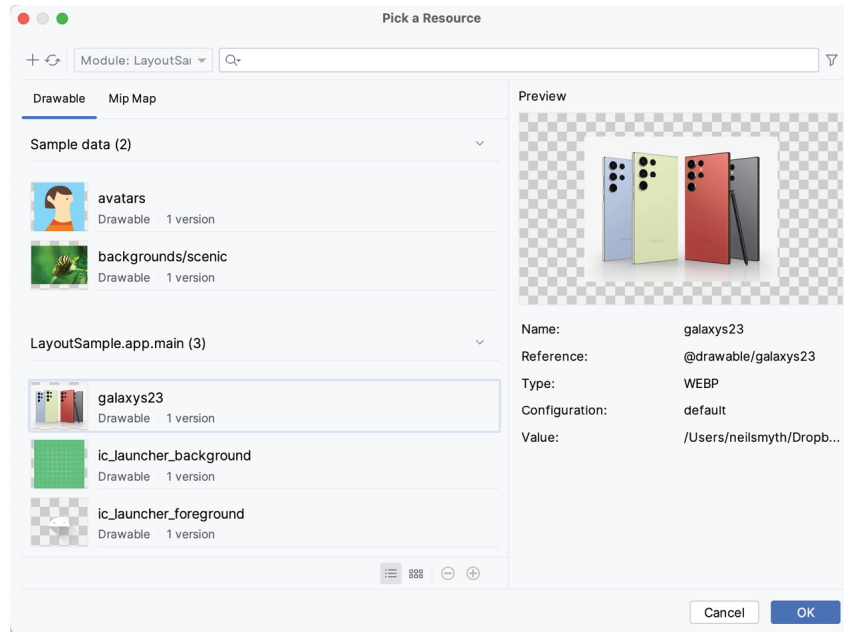 Pick a Resource
Module: LayoutSai
Drawable
Mip Map
Sample data (2)
avatars
Drawable 1 version
backgrounds/scenic
Drawable 1 version
LayoutSample.app.main (3)
galaxys23
Drawable 1 version
ic_launcher_background
Drawable 1 version
ic_launcher_foreground
Drawable 1 version
Preview
Name: galaxys23
Reference: @drawable/galaxys23
Type: WEBP
Configuration: default
Value: /Users/neilsmyth/Dropb...
Cancel
OK